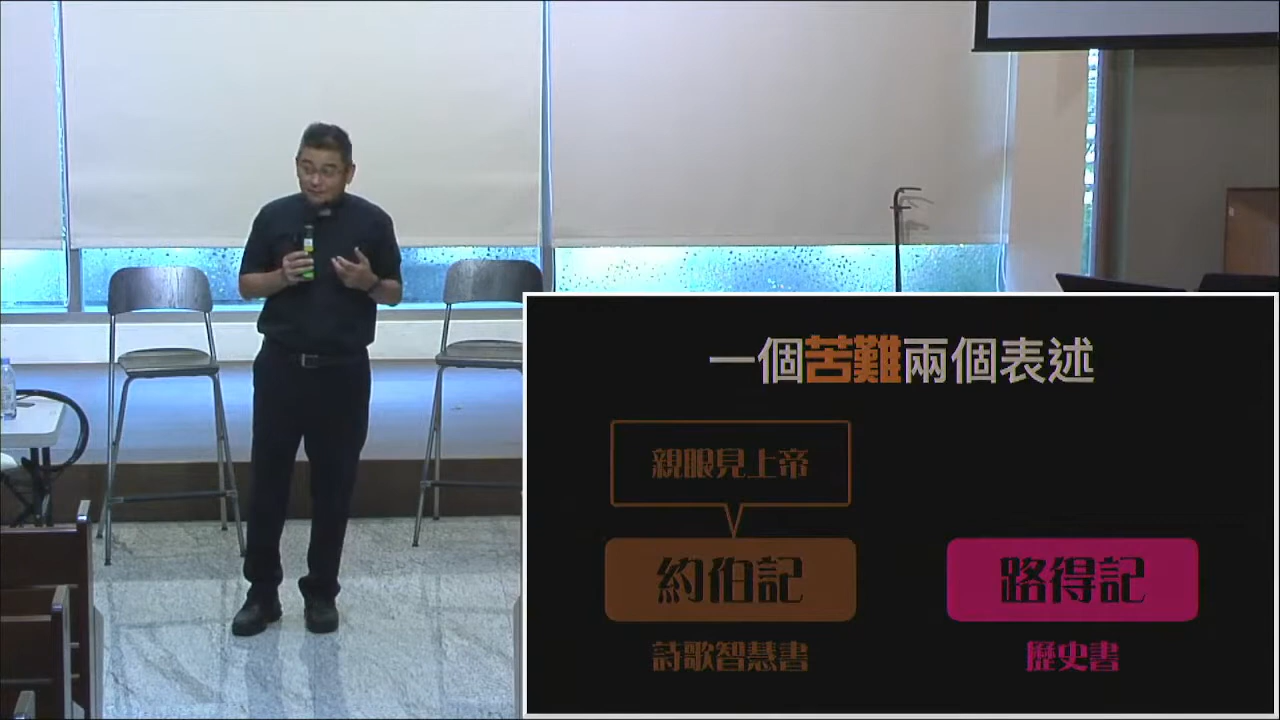 一個苦難兩個表述
親眼見上帝
約伯記
路得記
詩歌智慧書
歷史書